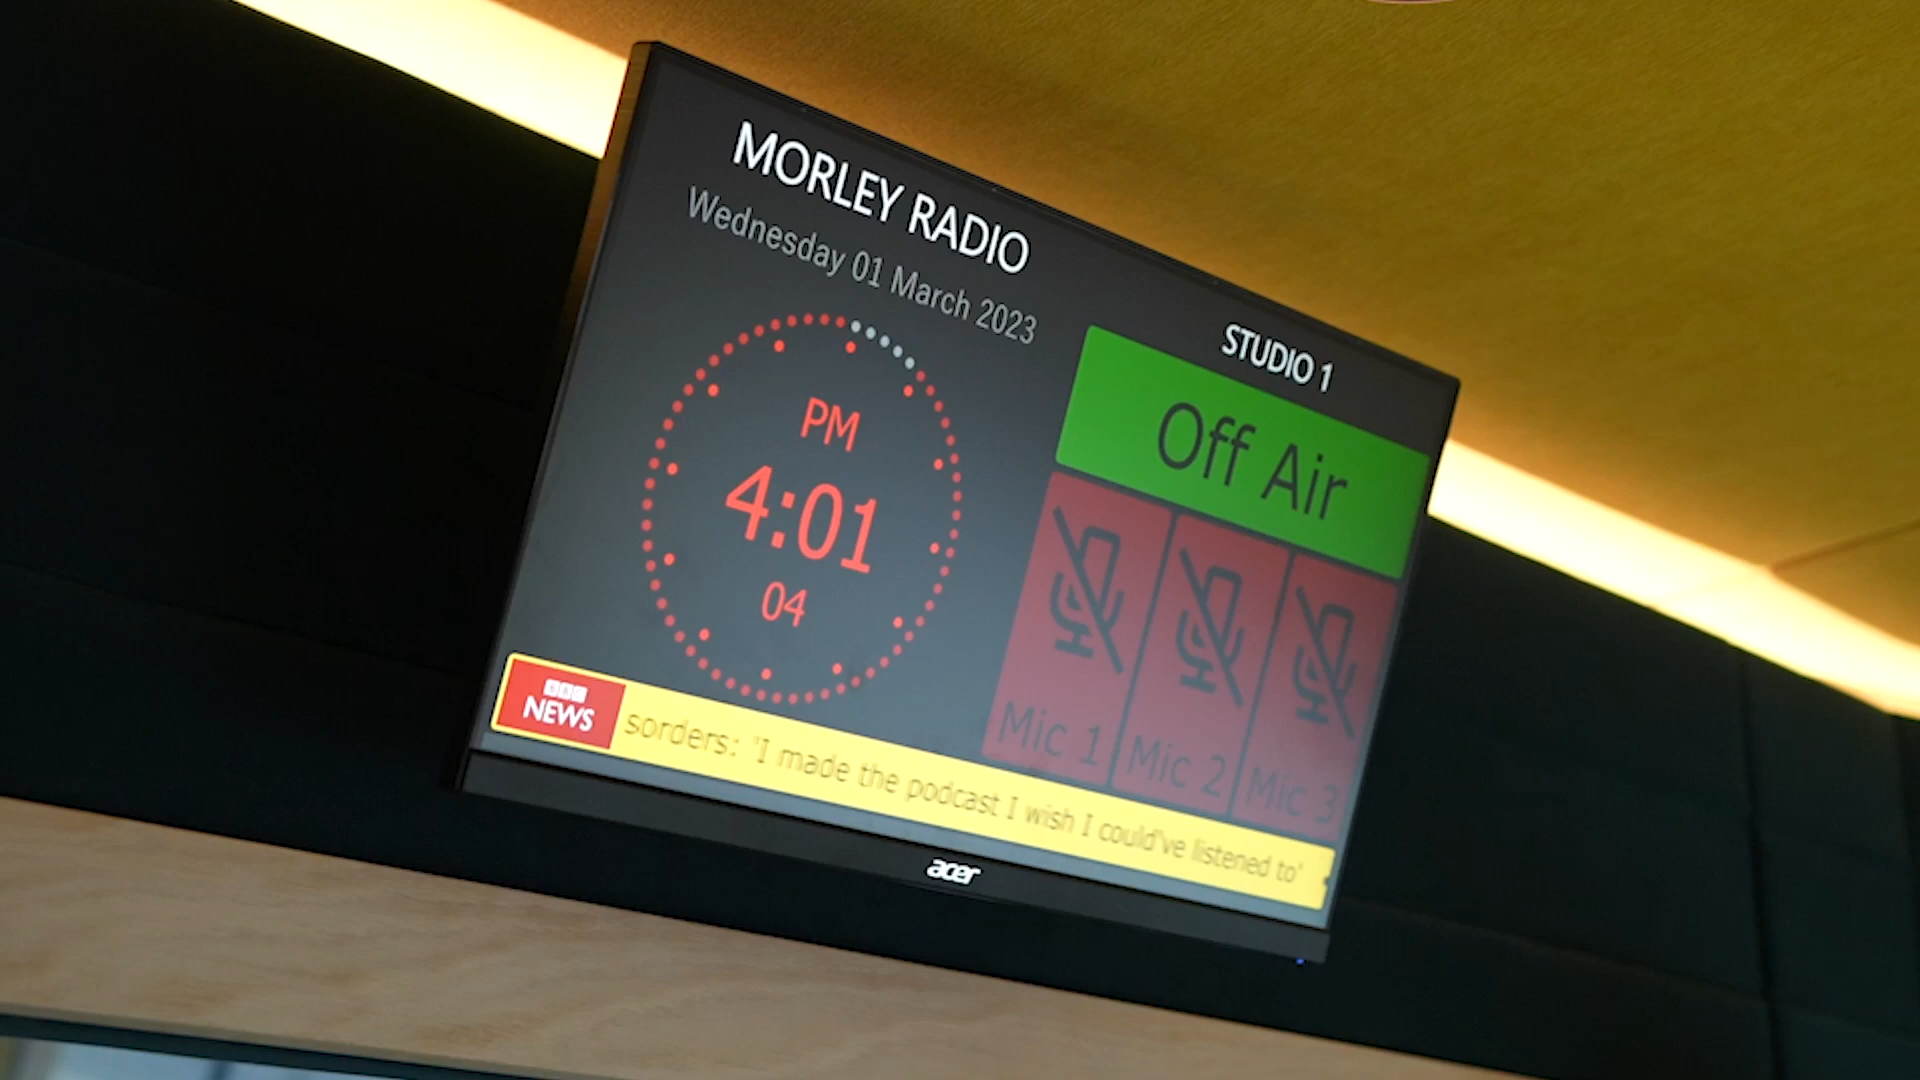 MORLEY RADIO
Wednesday 01 March 2023
STUDIO 1
Off Air
PM
4:01
04
Mic 1
Mic 2
Mic 3
BBC
NEWS
sorders: 'I made the podcast I wish I could've listened to'
acer